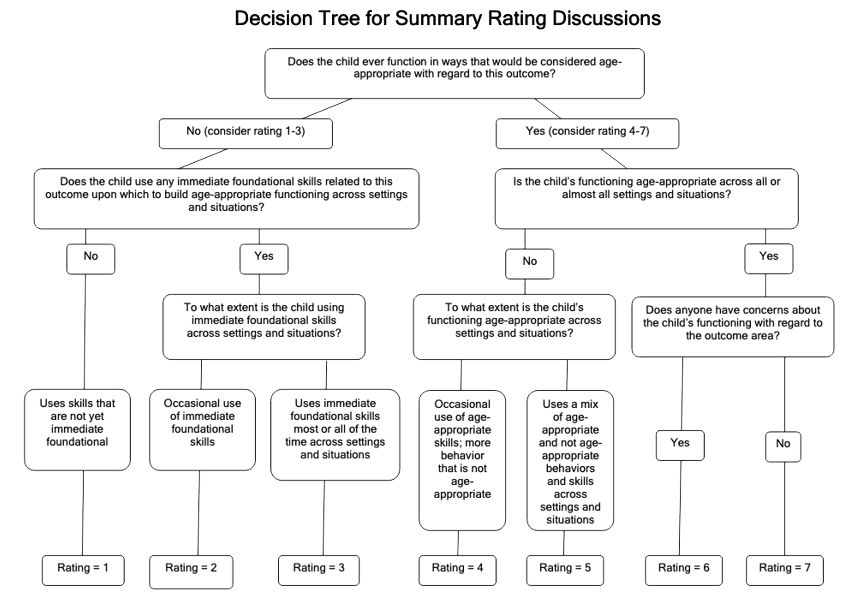 Decision Tree for Summary Rating Discussions
Does the child ever function in ways that would be considered age-
appropriate with regard to this outcome?
No (consider rating 1-3)
Yes (consider rating 4-7)
Does the child use any immediate foundational skills related to this
outcome upon which to build age-appropriate functioning across settings
and situations?
Is the child's functioning age-appropriate across all or
almost all settings and situations?
No
Yes
No
Yes
To what extent is the child using
immediate foundational skills
across settings and situations?
To what extent is the child's
functioning age-appropriate across
settings and situations?
Does anyone have concerns about
the child's functioning with regard to
the outcome area?
Uses skills that
are not yet
immediate
foundational
Occasional use
of immediate
foundational
skills
Uses immediate
foundational skills
most or all of the
time across settings
and situations
Occasional
use of age-
appropriate
skills; more
behavior
that is not
age-
appropriate
Uses a mix
of age-
appropriate
and not age-
appropriate
behaviors
and skills
across
settings and
situations
Yes
No
Rating = 1
Rating = 2
Rating = 3
Rating = 4
Rating = 5
Rating = 6
Rating = 7